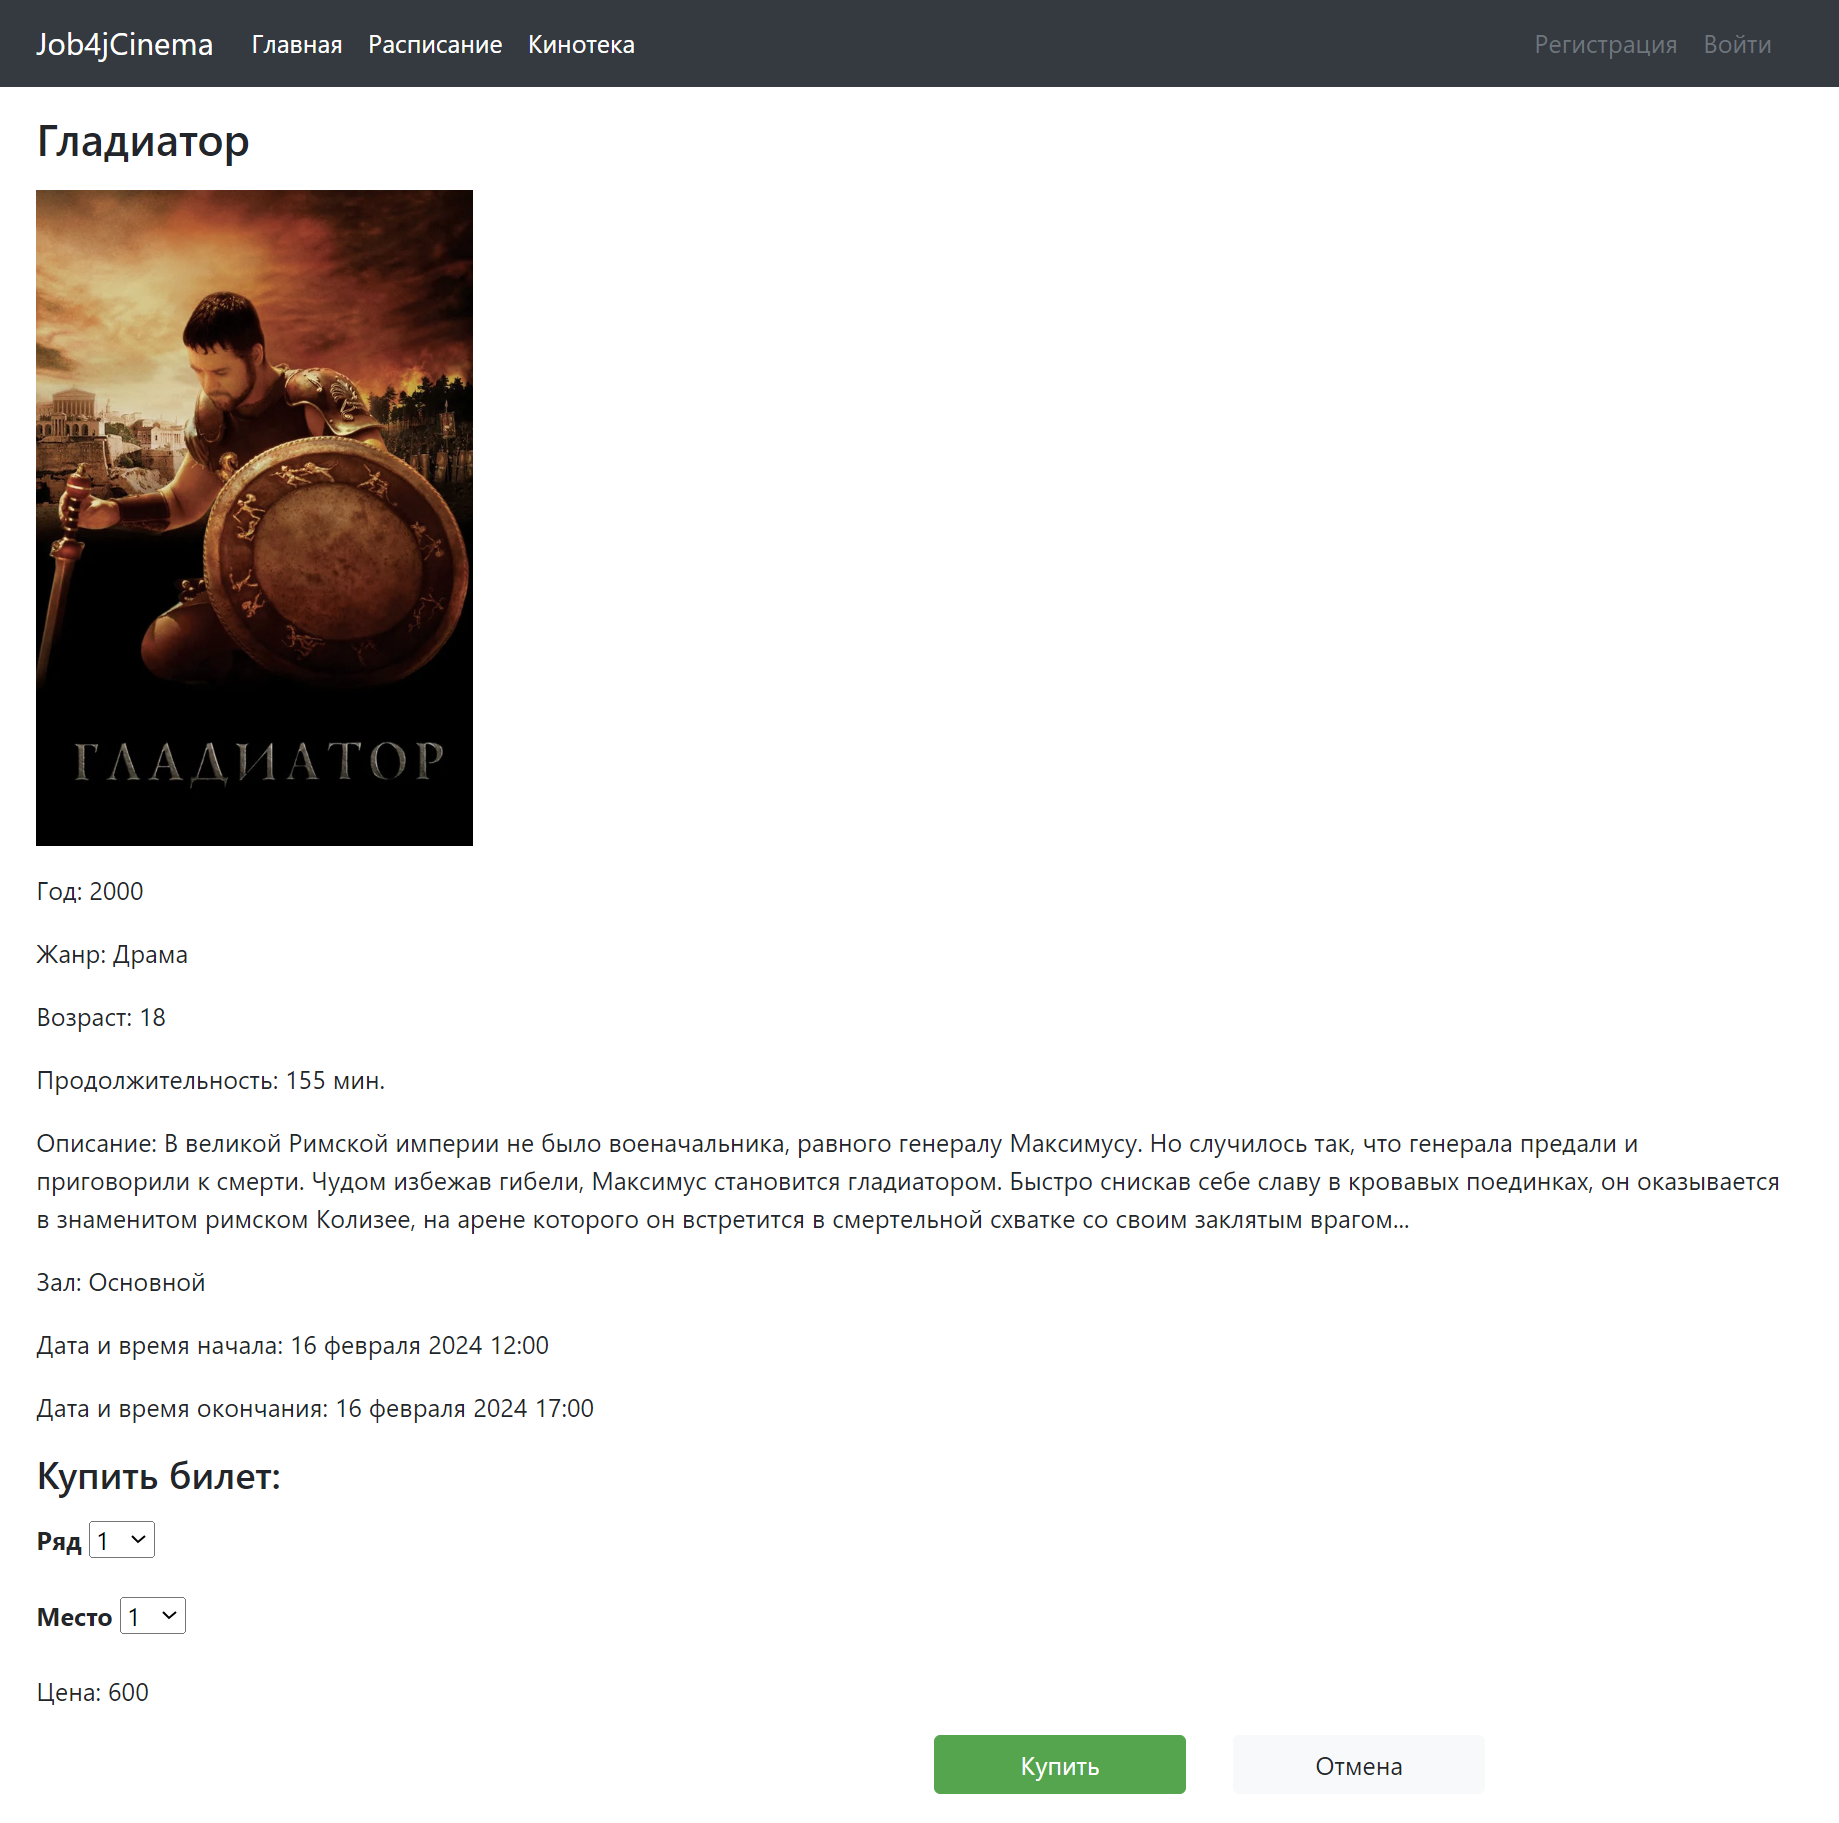 Job4jCinema Главная Расписание Кинотека Регистрация Войти
Гладиатор
ГЛАДИАТОР
Год: 2000
Жанр: Драма
Возраст: 18
Продолжительность: 155 мин.
Описание: В великой Римской империи не было военачальника, равного генералу Максимусу. Но случилось так, что генерала предали и
приговорили к смерти. Чудом избежав гибели, Максимус становится гладиатором. Быстро снискав себе славу в кровавых поединках, он оказывается
в знаменитом римском Колизее, на арене которого он встретится в смертельной схватке со своим заклятым врагом...
Зал: Основной
Дата и время начала: 16 февраля 2024 12:00
Дата и время окончания: 16 февраля 2024 17:00
Купить билет:
Ряд 1
Место 1
Цена: 600
Купить Отмена